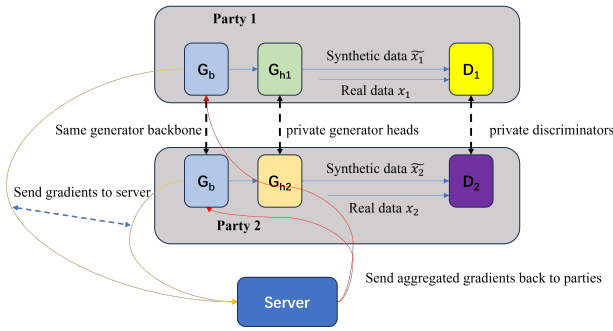 Party 1
G_b
G_h1
Synthetic data x̃_1
Real data x_1
D_1
Same generator backbone
private generator heads
private discriminators
G_b
G_h2
Synthetic data x̃_2
Real data x_2
D_2
Send gradients to server
Party 2
Send aggregated gradients back to parties
Server